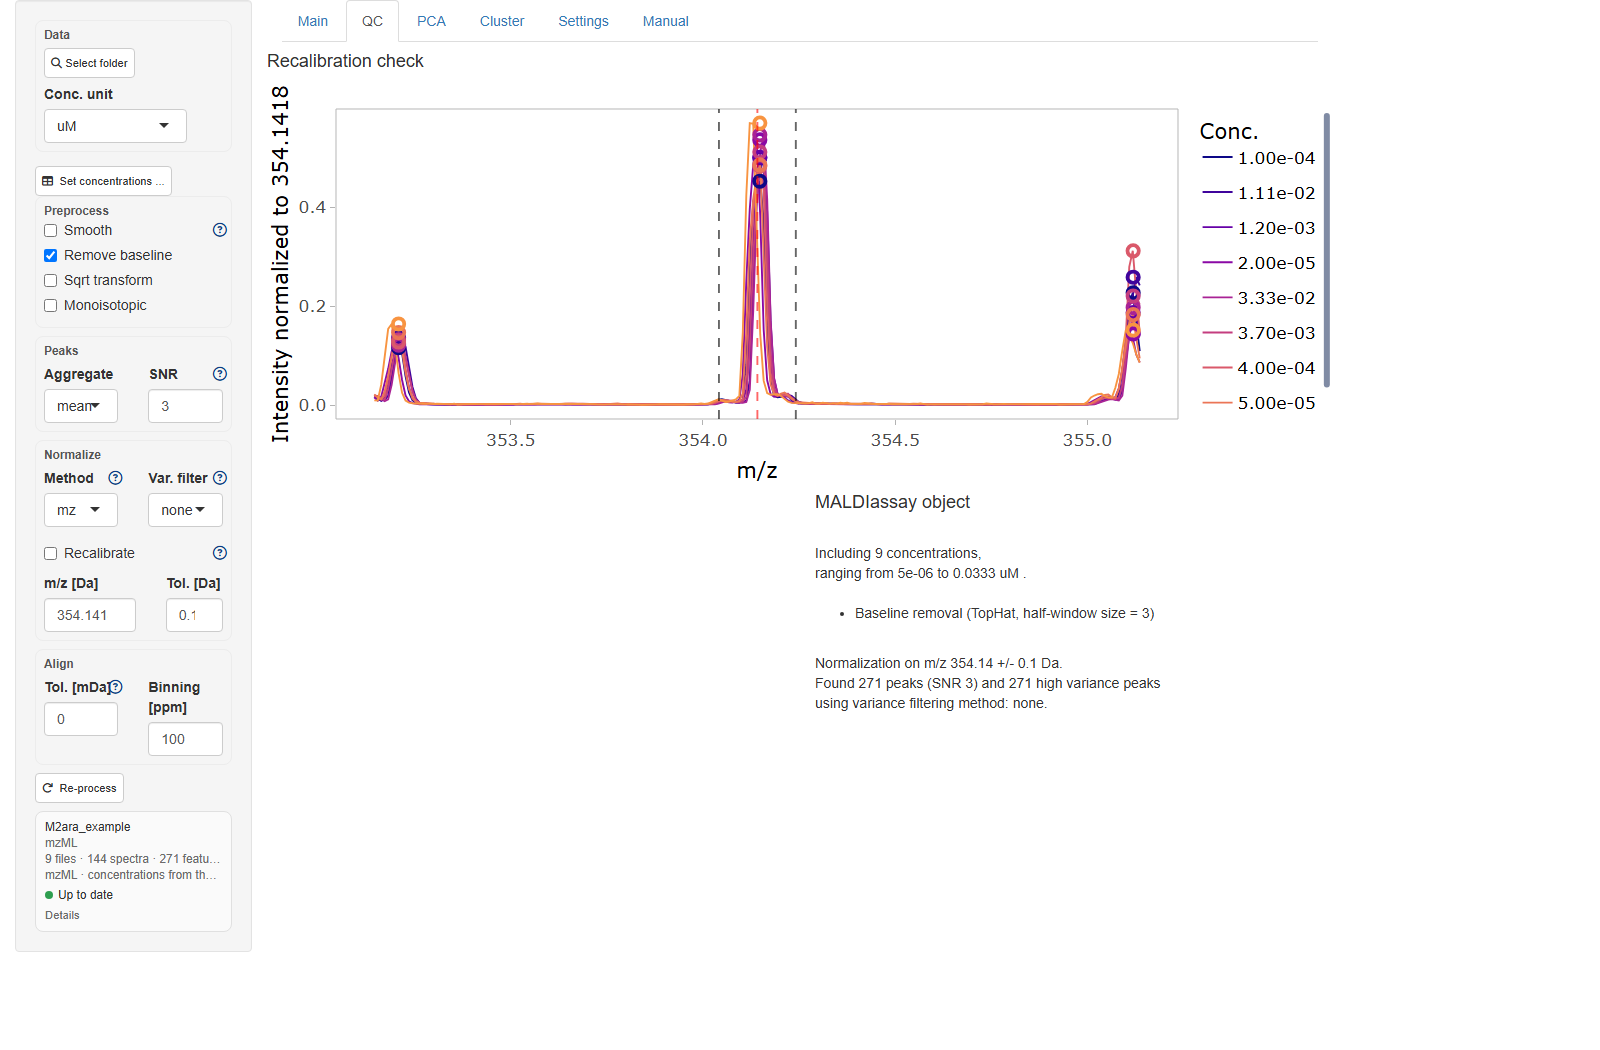 Main
QC
PCA
Cluster
Settings
Manual
Data
Select folder
Conc. unit
uM
Set concentrations ...
Preprocess
Smooth
Remove baseline
Sqrt transform
Monoisotopic
Peaks
Aggregate
SNR
mean
3
Normalize
Method
Var. filter
mz
none
Recalibrate
m/z [Da]
Tol. [Da]
354.141
0.1
Align
Tol. [mDa]
Binning
[ppm]
0
100
Re-process
M2ara_example
mzML
9 files · 144 spectra · 271 featu...
mzML · concentrations from th...
Up to date
Details
Recalibration check
Intensity normalized to 354.1418
0.4
0.2
0.0
353.5
354.0
354.5
355.0
m/z
Conc.
1.00e-04
1.11e-02
1.20e-03
2.00e-05
3.33e-02
3.70e-03
4.00e-04
5.00e-05
MALDIassay object
Including 9 concentrations,
ranging from 5e-06 to 0.0333 uM .
• Baseline removal (TopHat, half-window size = 3)
Normalization on m/z 354.14 +/- 0.1 Da.
Found 271 peaks (SNR 3) and 271 high variance peaks
using variance filtering method: none.